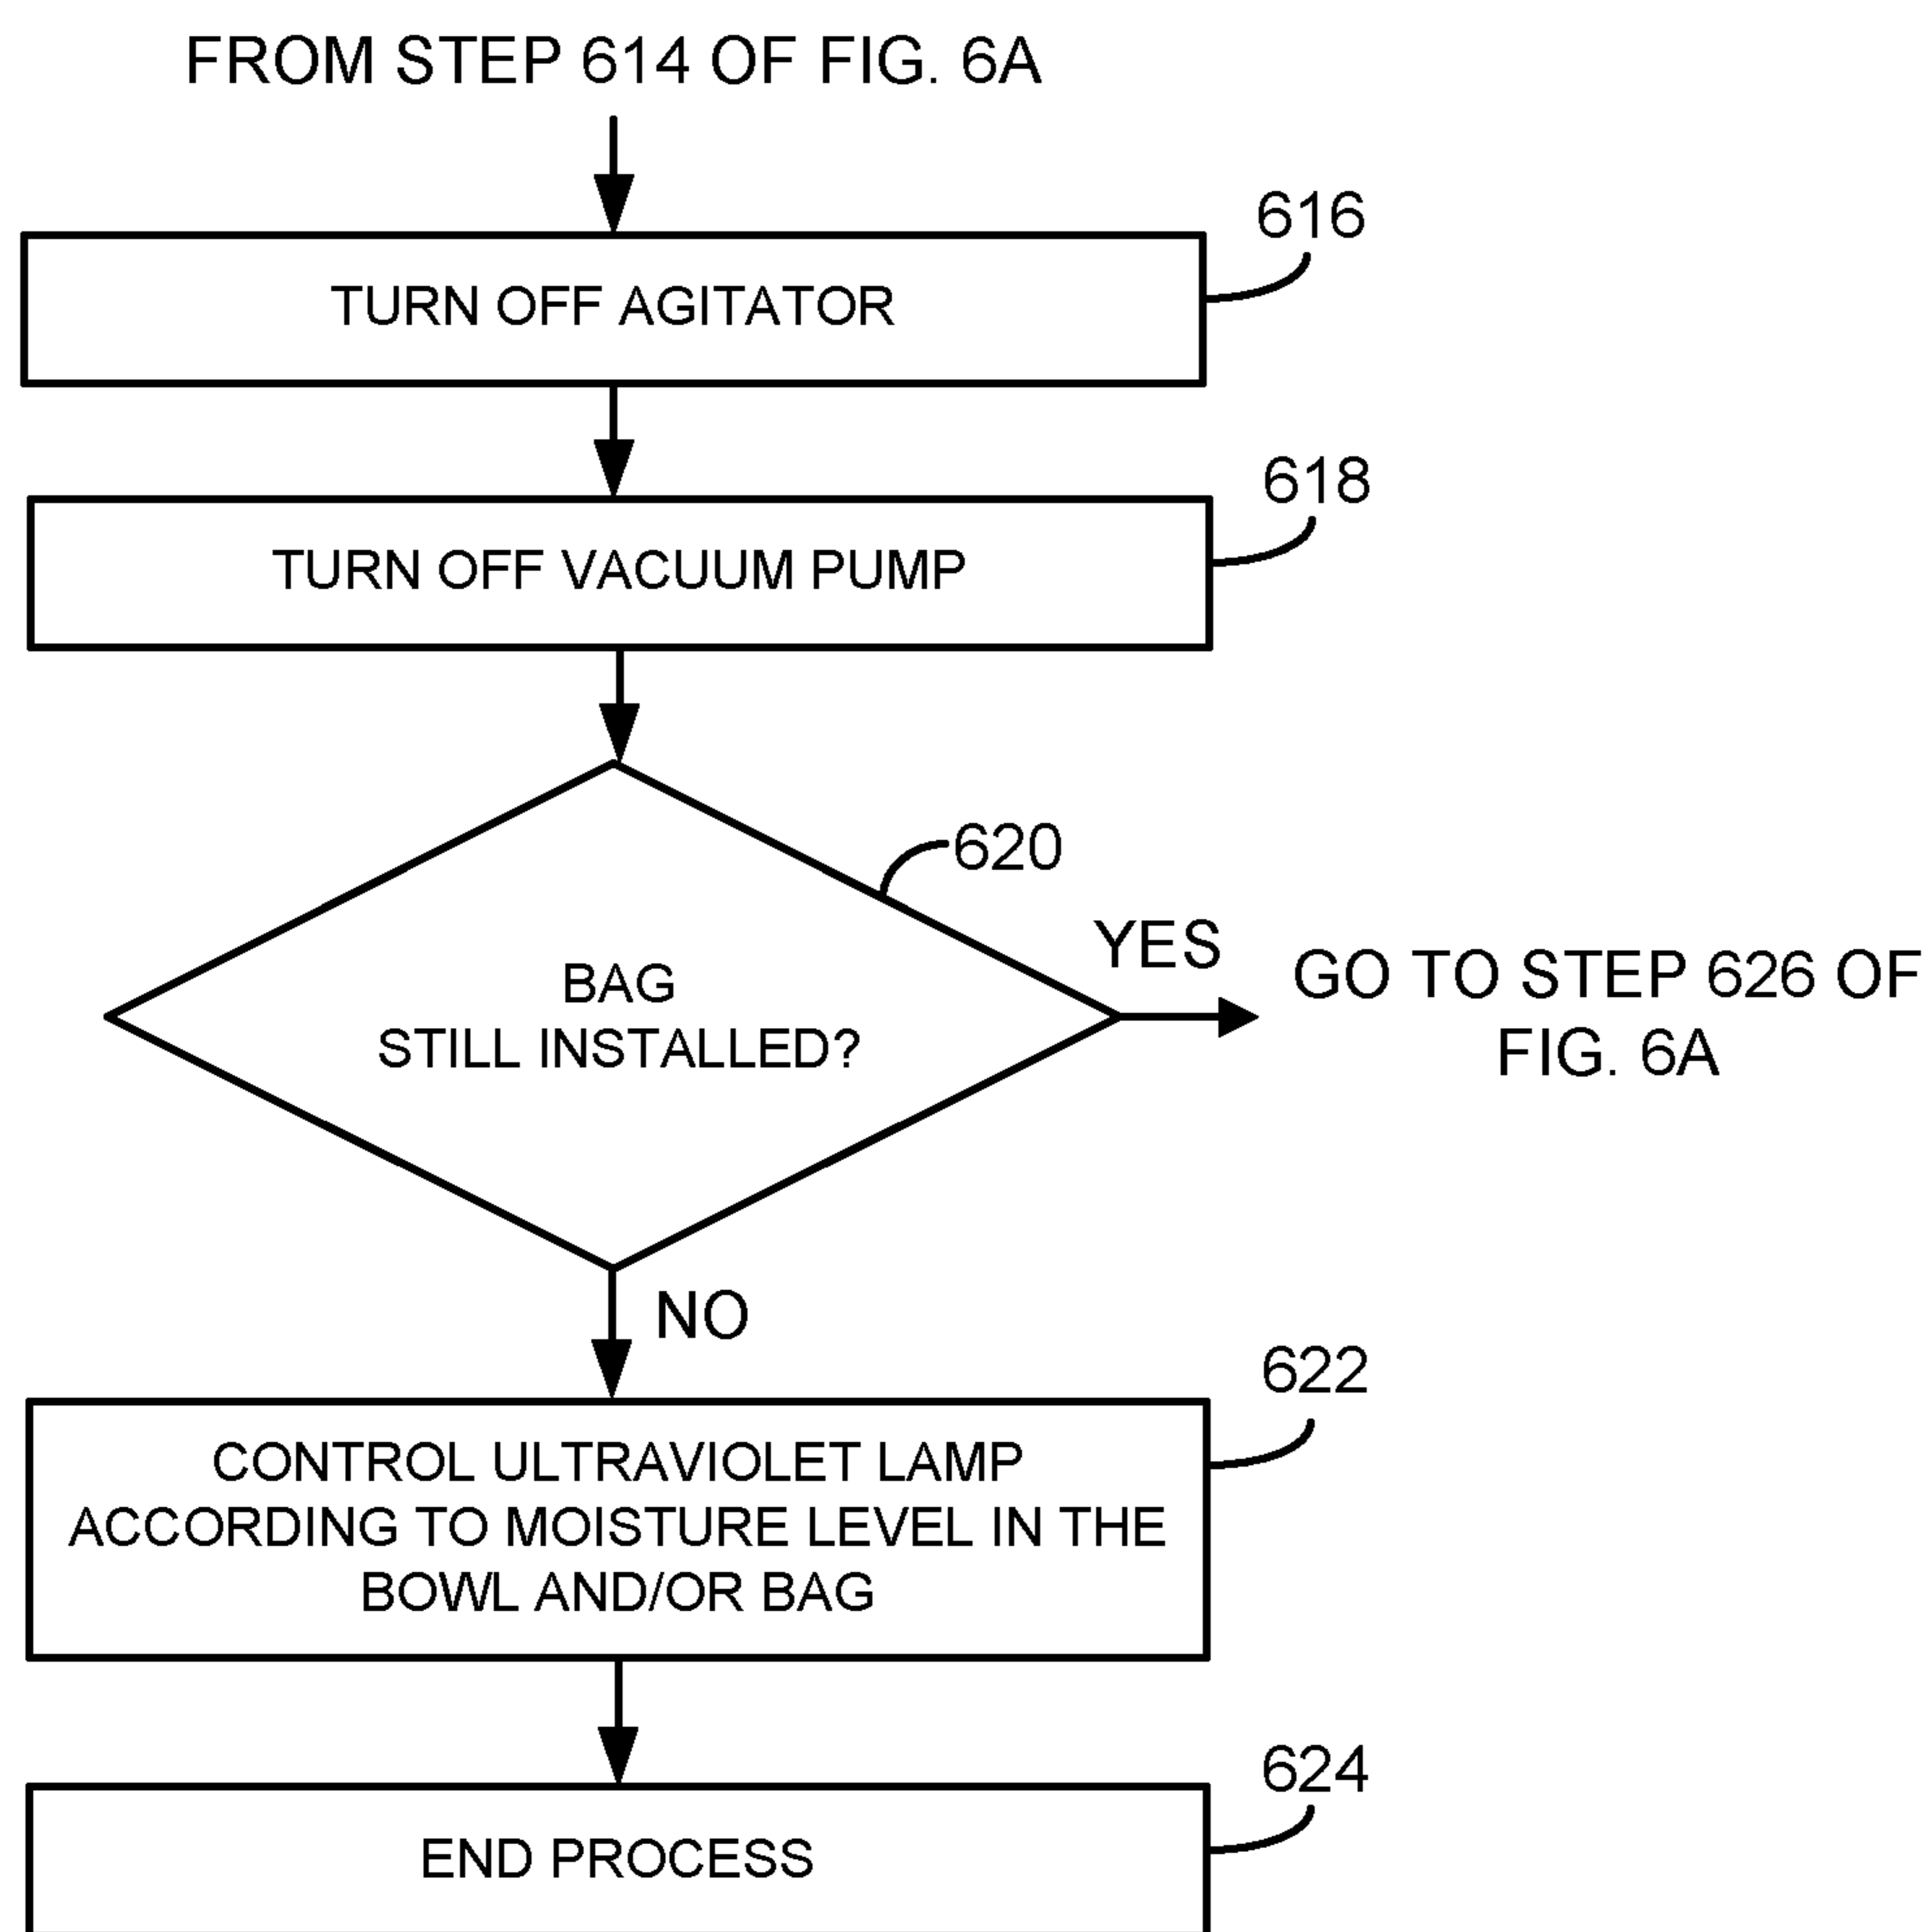 FROM STEP 614 OF FIG. 6A
616
TURN OFF AGITATOR
618
TURN OFF VACUUM PUMP
620
YES
BAG
STILL INSTALLED?
GO TO STEP 626 OF
FIG. 6A
NO
622
CONTROL ULTRAVIOLET LAMP
ACCORDING TO MOISTURE LEVEL IN THE
BOWL AND/OR BAG
624
END PROCESS